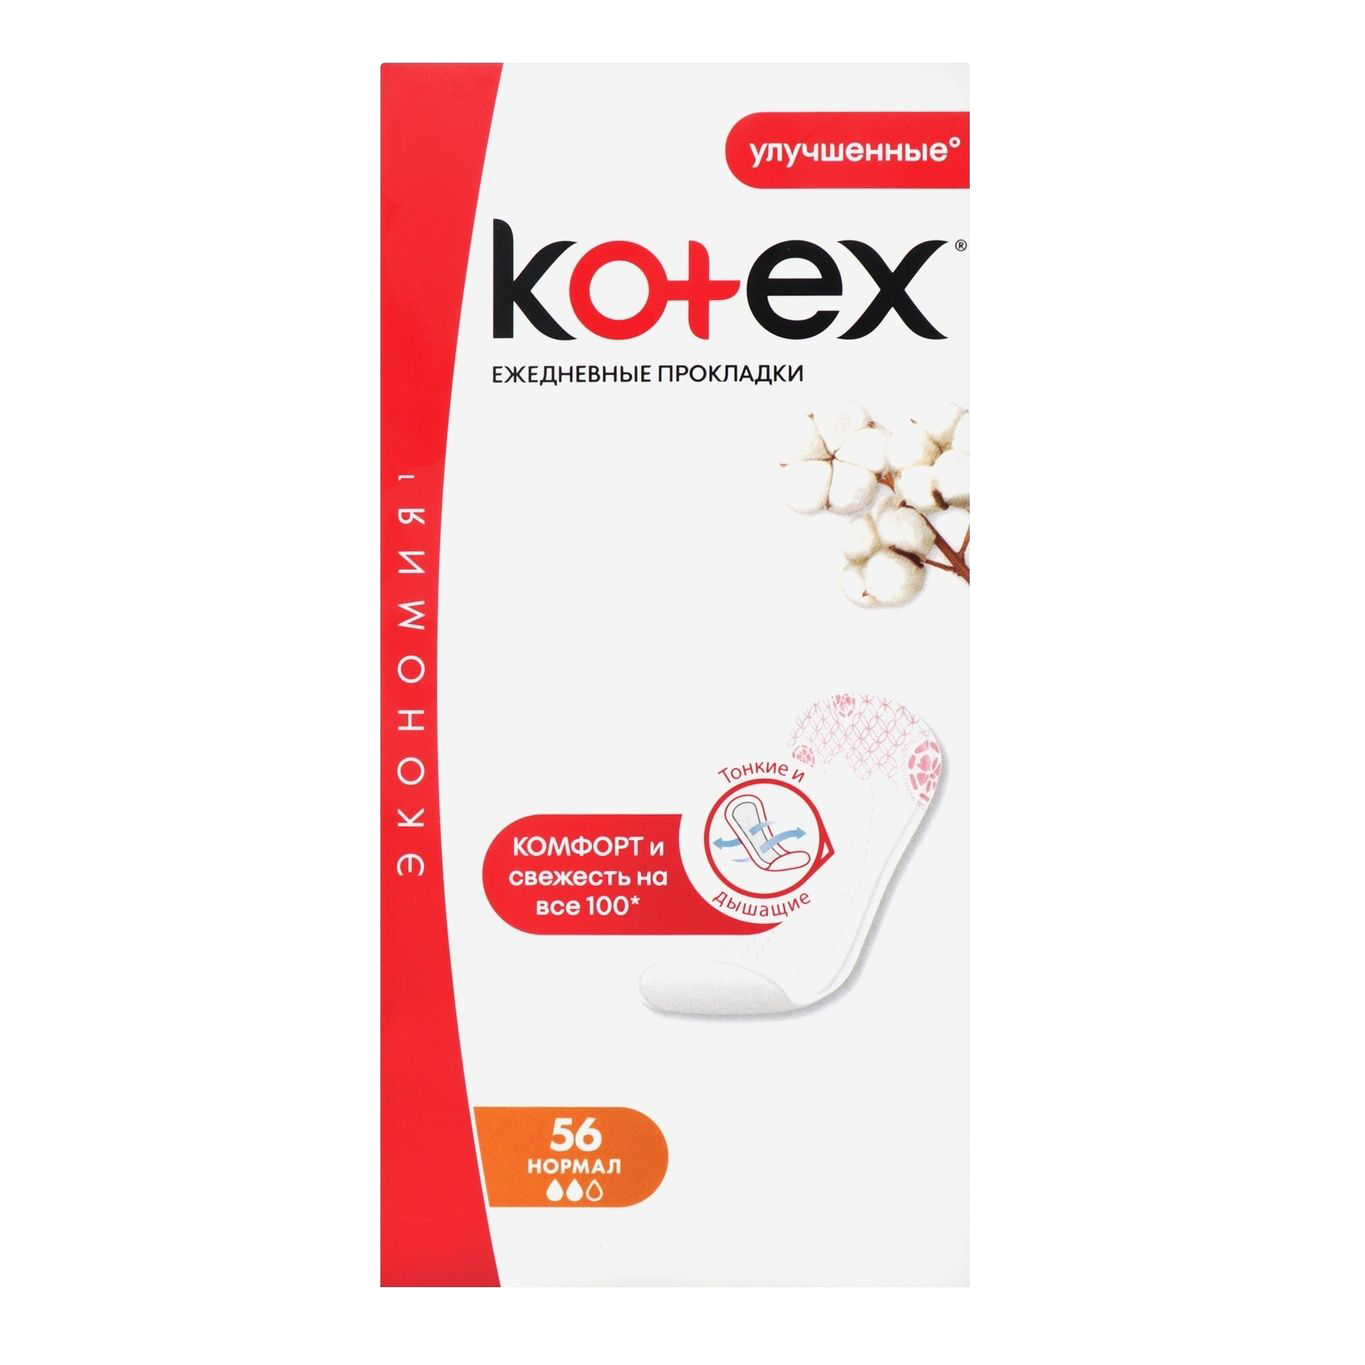 улучшенные°
kotex®
ЕЖЕДНЕВНЫЕ ПРОКЛАДКИ
ЭКОНОМИЯ¹
Тонкие и
дышащие
КОМФОРТ и
свежесть на
все 100*
56
НОРМАЛ